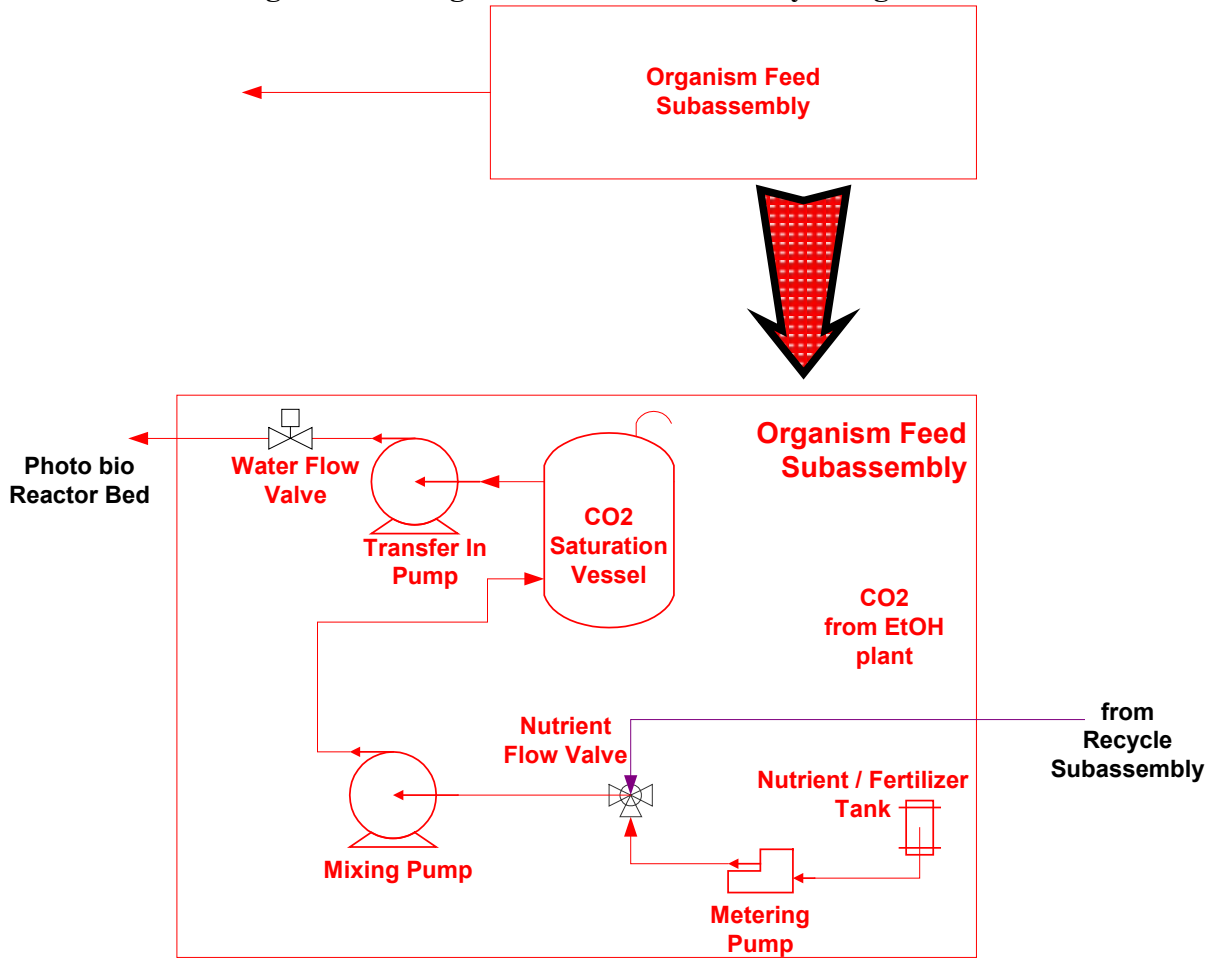 Organism Feed
Subassembly
Organism Feed
Subassembly
Photo bio
Reactor Bed
Water Flow
Valve
Transfer In
Pump
CO2
Saturation
Vessel
CO2
from EtOH
plant
from
Recycle
Subassembly
Nutrient
Flow Valve
Nutrient / Fertilizer
Tank
Mixing Pump
Metering
Pump